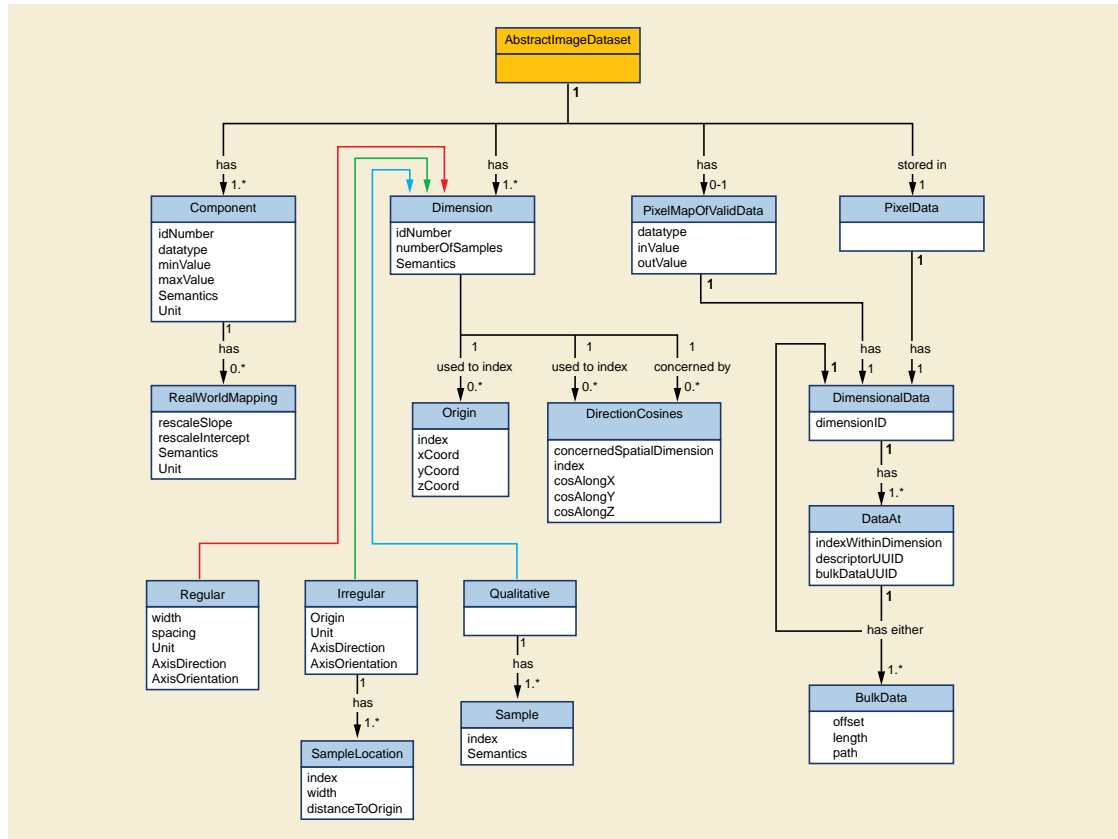 AbstractImageDataset
1
has
has
has
stored in
1.*
1.*
0-1
1
Component
idNumber
datatype
minValue
maxValue
Semantics
Unit
Dimension
idNumber
numberOfSamples
Semantics
PixelMapOfValidData
datatype
inValue
outValue
PixelData
1
1
1
has
0.*
1
used to index
0.*
1
used to index
1
concerned by
0.*
1
has
1
has
1
RealWorldMapping
rescaleSlope
rescaleIntercept
Semantics
Unit
Origin
index
xCoord
yCoord
zCoord
DirectionCosines
concernedSpatialDimension
index
cosAlongX
cosAlongY
cosAlongZ
DimensionalData
dimensionID
1
has
1.*
DataAt
indexWithinDimension
descriptorUUID
bulkDataUUID
1
has either
1.*
Regular
width
spacing
Unit
AxisDirection
AxisOrientation
Irregular
Origin
Unit
AxisDirection
AxisOrientation
1
has
1.*
Qualitative
1
has
1.*
SampleLocation
index
width
distanceToOrigin
Sample
index
Semantics
BulkData
offset
length
path